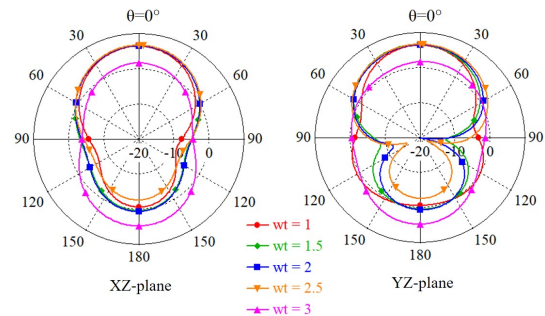 θ=0° θ=0°
30 30 30 30
60 60 60 60
90 -20 -10 0 90 90 -20 -10 0 90
120 120 120 120
150 150 150 150
180 180
wt = 1
wt = 1.5
wt = 2
wt = 2.5
wt = 3
XZ-plane YZ-plane